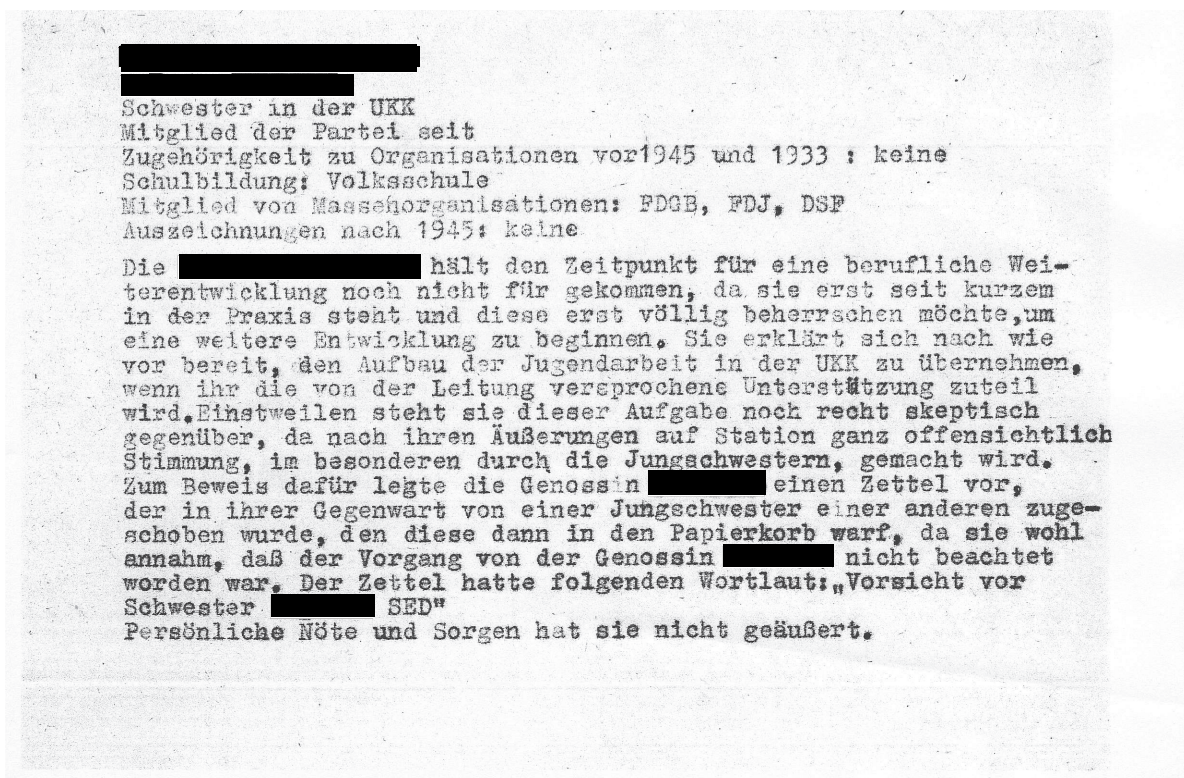 Schwester in der UKK
Mitglied der Partei seit
Zugehörigkeit zu Organisationen vor1945 und 1933 : keine
Schulbildung: Volksschule
Mitglied von Massehorganisationen: FDGB, FDJ, DSF
Auszeichnungen nach 1945: keine
Die hält den Zeitpunkt für eine berufliche Wei-
terentwicklung noch nicht für gekommen, da sie erst seit kurzem
in der Praxis steht und diese erst völlig beherrschen möchte,um
eine weitere Entwicklung zu beginnen. Sie erklärt sich nach wie
vor bereit, den Aufbau der Jugendarbeit in der UKK zu übernehmen,
wenn ihr die von der Leitung versprochene Unterstützung zuteil
wird.Einstweilen steht sie dieser Aufgabe noch recht skeptisch
gegenüber, da nach ihren Äußerungen auf Station ganz offensichtlich
Stimmung, im besonderen durch die Jungschwestern, gemacht wird.
Zum Beweis dafür legte die Genossin einen Zettel vor,
der in ihrer Gegenwart von einer Jungschwester einer anderen zuge-
schoben wurde, den diese dann in den Papierkorb warf, da sie wohl
annahm, daß der Vorgang von der Genossin nicht beachtet
worden war. Der Zettel hatte folgenden Wortlaut:„Vorsicht vor
Schwester SED"
Persönliche Nöte und Sorgen hat sie nicht geäußert.